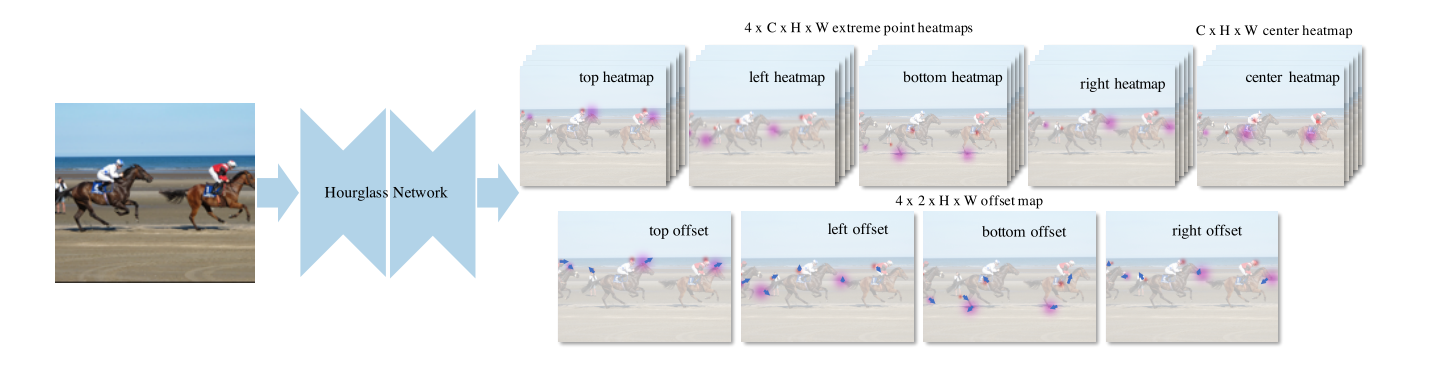 4 x C x H x W extreme point heatmaps
C x H x W center heatmap
top heatmap
left heatmap
bottom heatmap
right heatmap
center heatmap
Hourglass Network
4 x 2 x H x W offset map
top offset
left offset
bottom offset
right offset